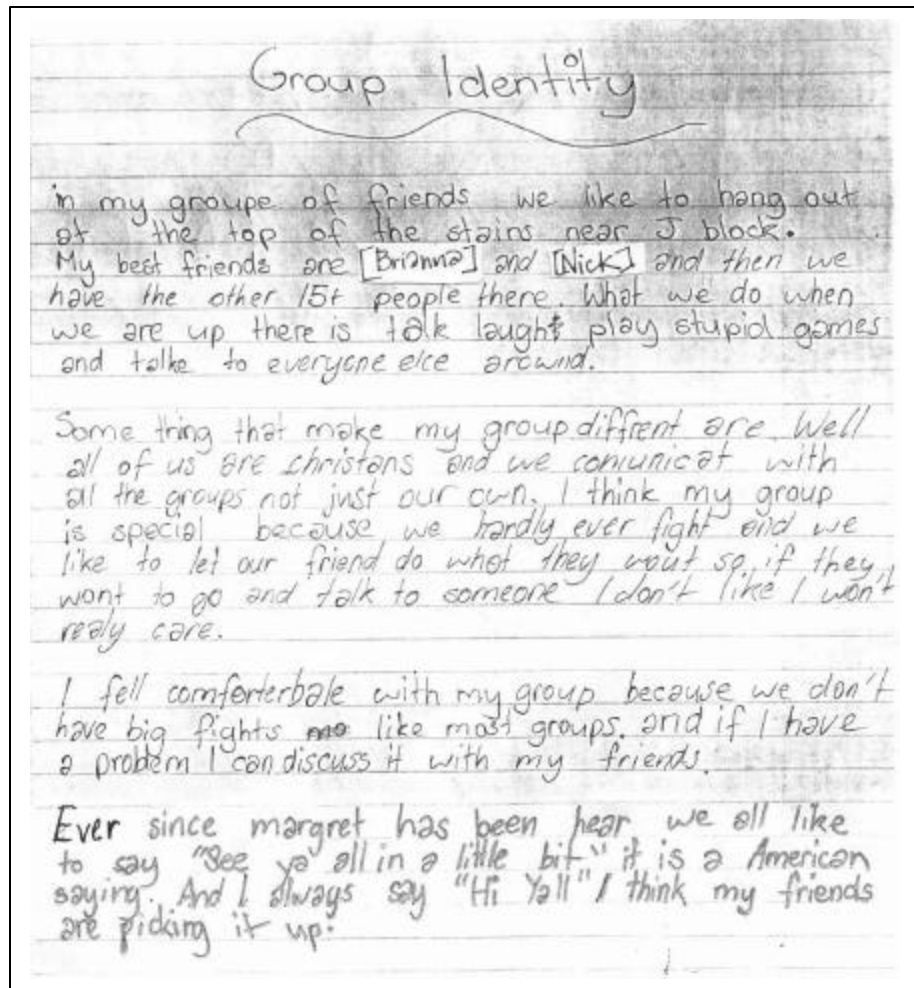 Group Identity
in my groupe of friends we like to hang out
at the top of the stairs near J block.
My best friends are [Brianna] and [Nick] and then we
have the other 15t people there. What we do when
we are up there is talk laugh play stupid games
and talke to everyone elce arownd.
Some thing that make my group diffrent are. Well
all of us are christans and we comunicat with
all the groups not just our own. I think my group
is special because we hardly ever fight and we
like to let our friend do what they wout so if they
wont to go and talk to someone I don't like I won't
realy care.
I fell comforterbale with my group because we don't
have big fights like most groups. and if I have
a probem I can discuss it with my friends.
Ever since margret has been hear we all like
to say "See ya all in a little bit" it is a American
saying. And I always say "Hi Yall" I think my friends
are picking it up.